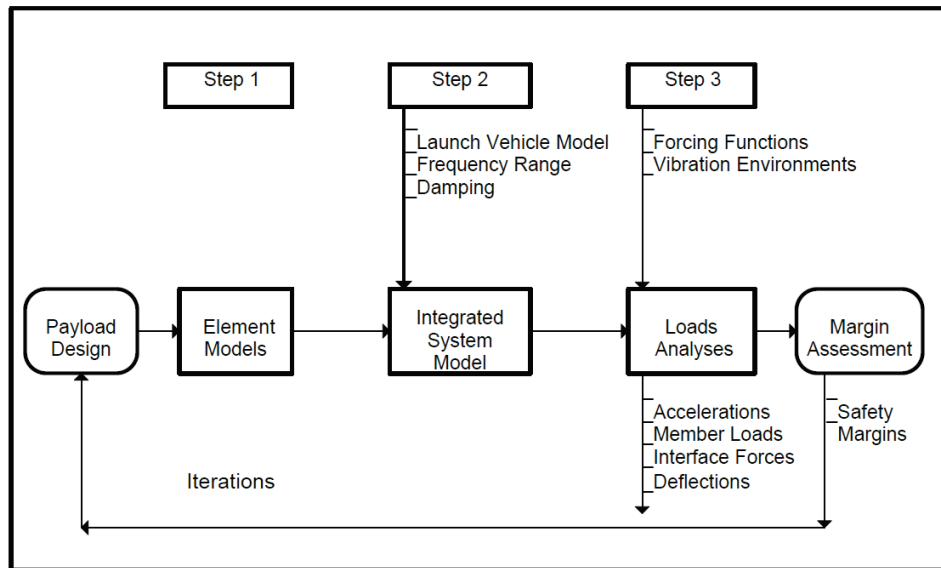 Step 1
Step 2
Step 3
Launch Vehicle Model
Frequency Range
Damping
Forcing Functions
Vibration Environments
Payload
Design
Element
Models
Integrated
System
Model
Loads
Analyses
Margin
Assessment
Accelerations
Member Loads
Interface Forces
Deflections
Safety
Margins
Iterations